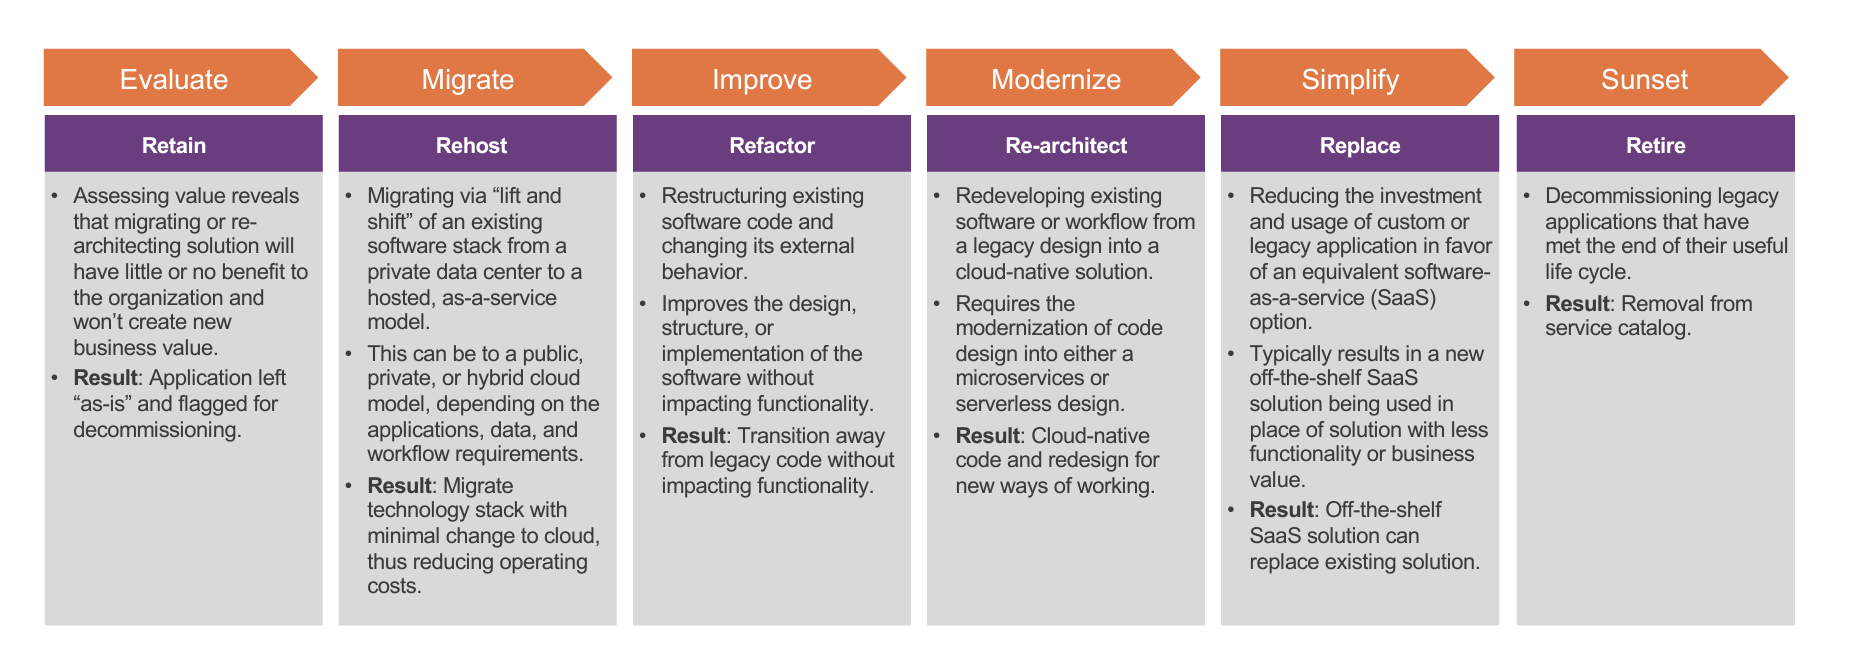 Evaluate
Migrate
Improve
Modernize
Simplify
Sunset
Retain
• Assessing value reveals
that migrating or re-
architecting solution will
have little or no benefit to
the organization and
won’t create new
business value.
• Result: Application left
“as-is” and flagged for
decommissioning.
Rehost
• Migrating via “lift and
shift” of an existing
software stack from a
private data center to a
hosted, as-a-service
model.
• This can be to a public,
private, or hybrid cloud
model, depending on the
applications, data, and
workflow requirements.
• Result: Migrate
technology stack with
minimal change to cloud,
thus reducing operating
costs.
Refactor
• Restructuring existing
software code and
changing its external
behavior.
• Improves the design,
structure, or
implementation of the
software without
impacting functionality.
• Result: Transition away
from legacy code without
impacting functionality.
Re-architect
• Redeveloping existing
software or workflow from
a legacy design into a
cloud-native solution.
• Requires the
modernization of code
design into either a
microservices or
serverless design.
• Result: Cloud-native
code and redesign for
new ways of working.
Replace
• Reducing the investment
and usage of custom or
legacy application in favor
of an equivalent software-
as-a-service (SaaS)
option.
• Typically results in a new
off-the-shelf SaaS
solution being used in
place of solution with less
functionality or business
value.
• Result: Off-the-shelf
SaaS solution can
replace existing solution.
Retire
• Decommissioning legacy
applications that have
met the end of their useful
life cycle.
• Result: Removal from
service catalog.